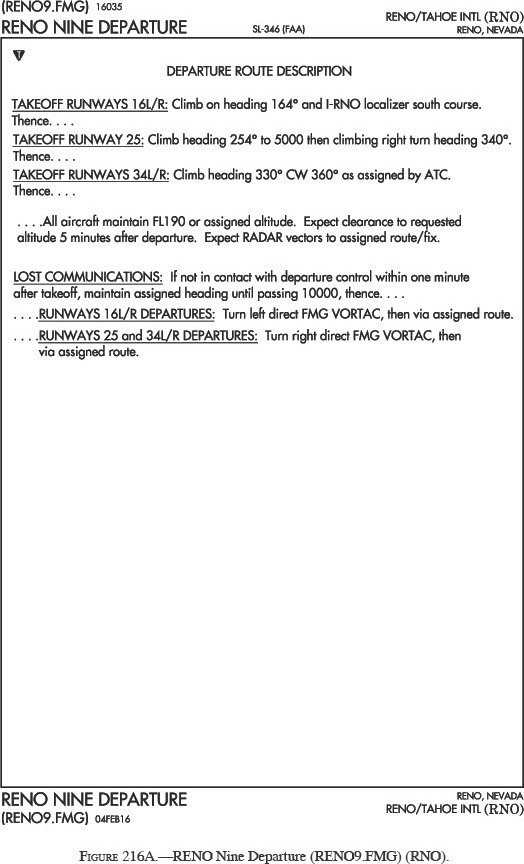 (RENO9.FMG) 16035
RENO NINE DEPARTURE
SL-346 (FAA)
RENO/TAHOE INTL (RNO)
RENO, NEVADA
T
DEPARTURE ROUTE DESCRIPTION
TAKEOFF RUNWAYS 16L/R: Climb on heading 164° and I-RNO localizer south course.
Thence. . . .
TAKEOFF RUNWAY 25: Climb heading 254° to 5000 then climbing right turn heading 340°.
Thence. . . .
TAKEOFF RUNWAYS 34L/R: Climb heading 330° CW 360° as assigned by ATC.
Thence. . . .
. . . .All aircraft maintain FL190 or assigned altitude. Expect clearance to requested
altitude 5 minutes after departure. Expect RADAR vectors to assigned route/fix.
LOST COMMUNICATIONS: If not in contact with departure control within one minute
after takeoff, maintain assigned heading until passing 10000, thence. . . .
. . . .RUNWAYS 16L/R DEPARTURES: Turn left direct FMG VORTAC, then via assigned route.
. . . .RUNWAYS 25 and 34L/R DEPARTURES: Turn right direct FMG VORTAC, then
via assigned route.
RENO NINE DEPARTURE
(RENO9.FMG) 04FEB16
RENO, NEVADA
RENO/TAHOE INTL (RNO)
FIGURE 216A.—RENO Nine Departure (RENO9.FMG) (RNO).